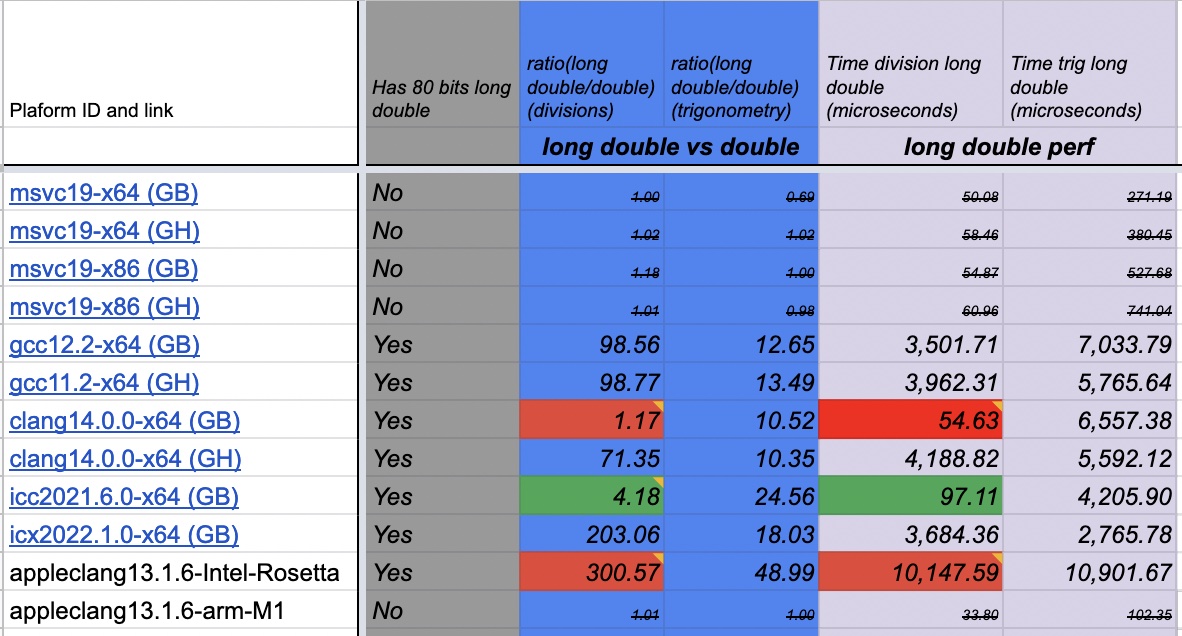 Plaform ID and link
Has 80 bits long
double
ratio(long
double/double)
(divisions)
ratio(long
double/double)
(trigonometry)
Time division long
double
(microseconds)
Time trig long
double
(microseconds)
long double vs double
long double perf
msvc19-x64 (GB) No 1.00 0.69 50.08 271.19
msvc19-x64 (GH) No 1.02 1.02 58.46 380.45
msvc19-x86 (GB) No 1.18 1.00 54.87 527.68
msvc19-x86 (GH) No 1.01 0.98 60.96 741.04
gcc12.2-x64 (GB) Yes 98.56 12.65 3,501.71 7,033.79
gcc11.2-x64 (GH) Yes 98.77 13.49 3,962.31 5,765.64
clang14.0.0-x64 (GB) Yes 1.17 10.52 54.63 6,557.38
clang14.0.0-x64 (GH) Yes 71.35 10.35 4,188.82 5,592.12
icc2021.6.0-x64 (GB) Yes 4.18 24.56 97.11 4,205.90
icx2022.1.0-x64 (GB) Yes 203.06 18.03 3,684.36 2,765.78
appleclang13.1.6-Intel-Rosetta Yes 300.57 48.99 10,147.59 10,901.67
appleclang13.1.6-arm-M1 No 1.01 1.00 33.80 102.35